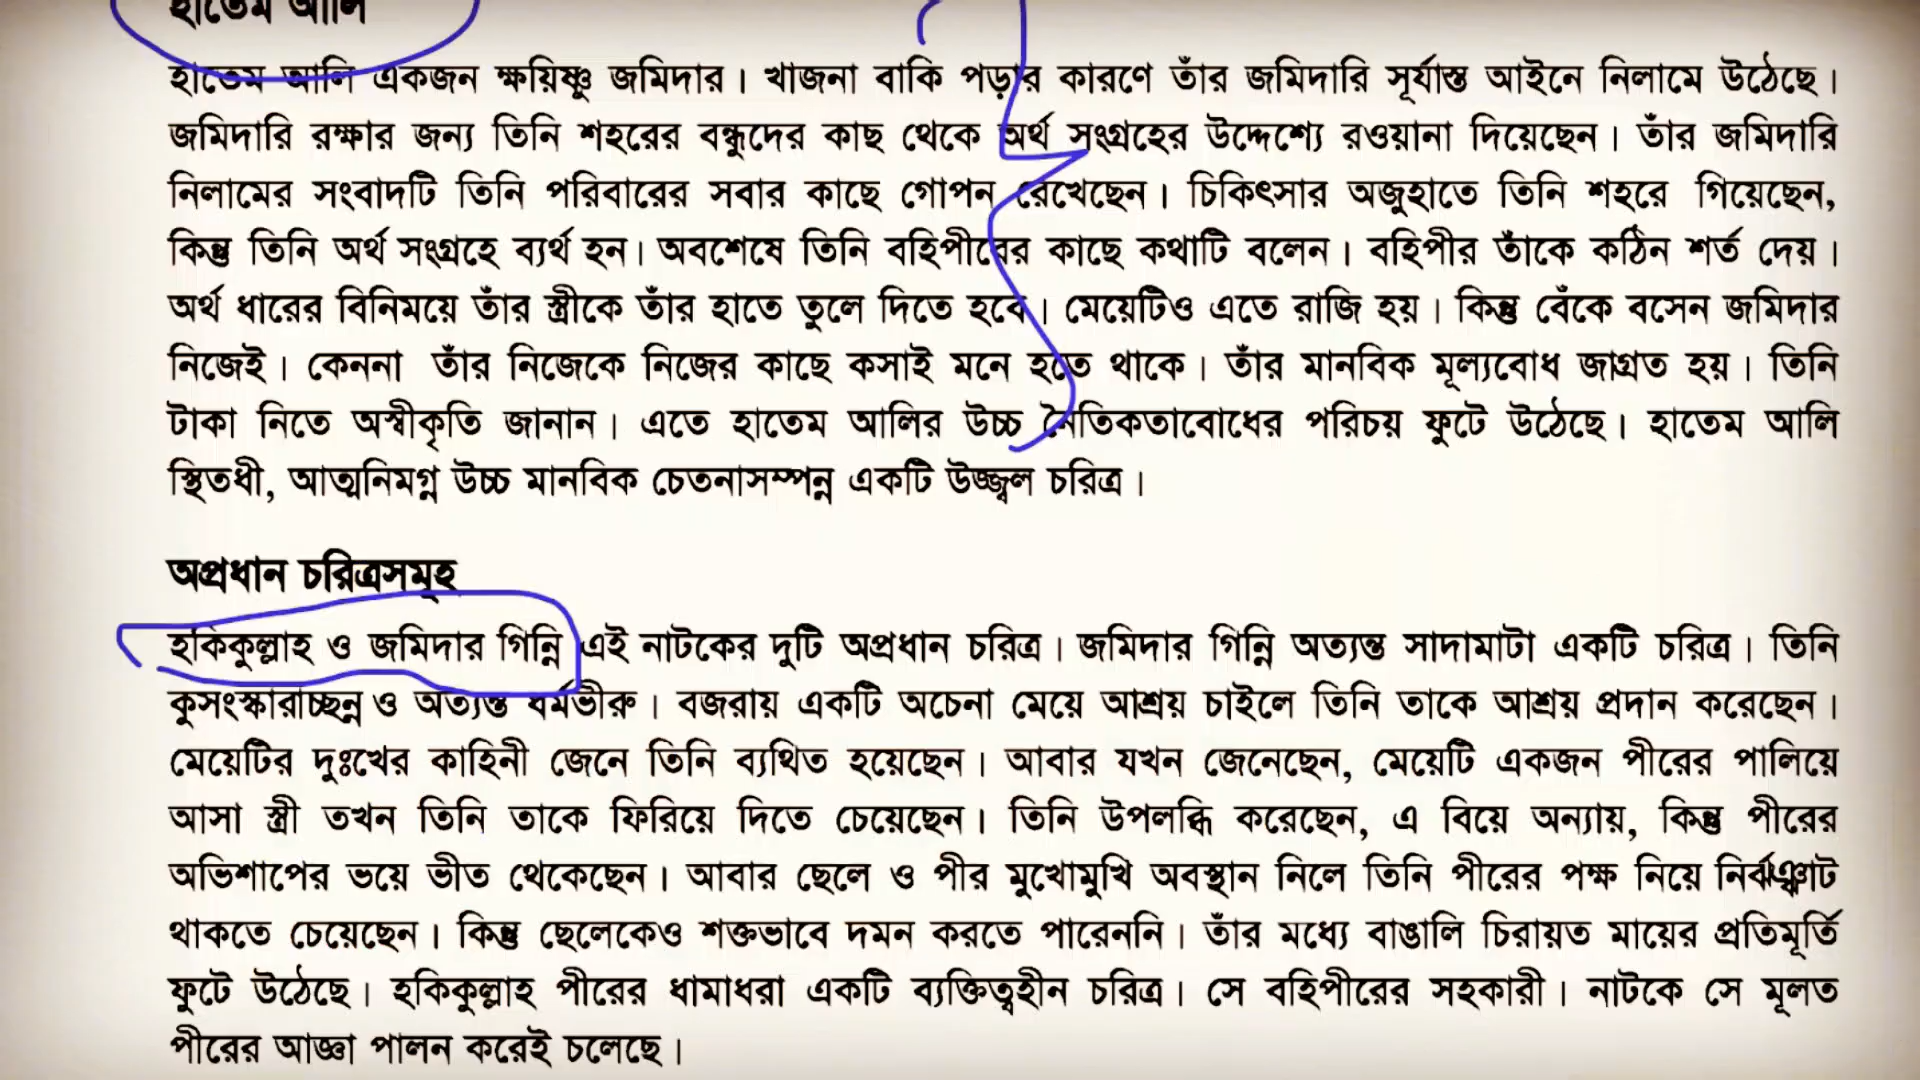 হাতেম আলি
হাতেম আলি একজন ক্ষয়িষ্ণু জমিদার। খাজনা বাকি পড়ার কারণে তাঁর জমিদারি সূর্যাস্ত আইনে নিলামে উঠেছে।
জমিদারি রক্ষার জন্য তিনি শহরের বন্ধুদের কাছ থেকে অর্থ সংগ্রহের উদ্দেশ্যে রওয়ানা দিয়েছেন। তাঁর জমিদারি
নিলামের সংবাদটি তিনি পরিবারের সবার কাছে গোপন রেখেছেন। চিকিৎসার অজুহাতে তিনি শহরে গিয়েছেন,
কিন্তু তিনি অর্থ সংগ্রহে ব্যর্থ হন। অবশেষে তিনি বহিপীরের কাছে কথাটি বলেন। বহিপীর তাঁকে কঠিন শর্ত দেয়।
অর্থ ধারের বিনিময়ে তাঁর স্ত্রীকে তাঁর হাতে তুলে দিতে হবে। মেয়েটিও এতে রাজি হয়। কিন্তু বেঁকে বসেন জমিদার
নিজেই। কেননা তাঁর নিজেকে নিজের কাছে কসাই মনে হতে থাকে। তাঁর মানবিক মূল্যবোধ জাগ্রত হয়। তিনি
টাকা নিতে অস্বীকৃতি জানান। এতে হাতেম আলির উচ্চ নৈতিকতাবোধের পরিচয় ফুটে উঠেছে। হাতেম আলি
স্থিতধী, আত্মনিমগ্ন উচ্চ মানবিক চেতনাসম্পন্ন একটি উজ্জ্বল চরিত্র।
অপ্রধান চরিত্রসমূহ
হকিকুল্লাহ ও জমিদার গিন্নি এই নাটকের দুটি অপ্রধান চরিত্র। জমিদার গিন্নি অত্যন্ত সাদামাটা একটি চরিত্র। তিনি
কুসংস্কারাচ্ছন্ন ও অত্যন্ত ধর্মভীরু। বজরায় একটি অচেনা মেয়ে আশ্রয় চাইলে তিনি তাকে আশ্রয় প্রদান করেছেন।
মেয়েটির দুঃখের কাহিনী জেনে তিনি ব্যথিত হয়েছেন। আবার যখন জেনেছেন, মেয়েটি একজন পীরের পালিয়ে
আসা স্ত্রী তখন তিনি তাকে ফিরিয়ে দিতে চেয়েছেন। তিনি উপলব্ধি করেছেন, এ বিয়ে অন্যায়, কিন্তু পীরের
অভিশাপের ভয়ে ভীত থেকেছেন। আবার ছেলে ও পীর মুখোমুখি অবস্থান নিলে তিনি পীরের পক্ষ নিয়ে নির্ঝঞ্ঝাট
থাকতে চেয়েছেন। কিন্তু ছেলেকেও শক্তভাবে দমন করতে পারেননি। তাঁর মধ্যে বাঙালি চিরায়ত মায়ের প্রতিমূর্তি
ফুটে উঠেছে। হকিকুল্লাহ পীরের ধামাধরা একটি ব্যক্তিত্বহীন চরিত্র। সে বহিপীরের সহকারী। নাটকে সে মূলত
পীরের আজ্ঞা পালন করেই চলেছে।